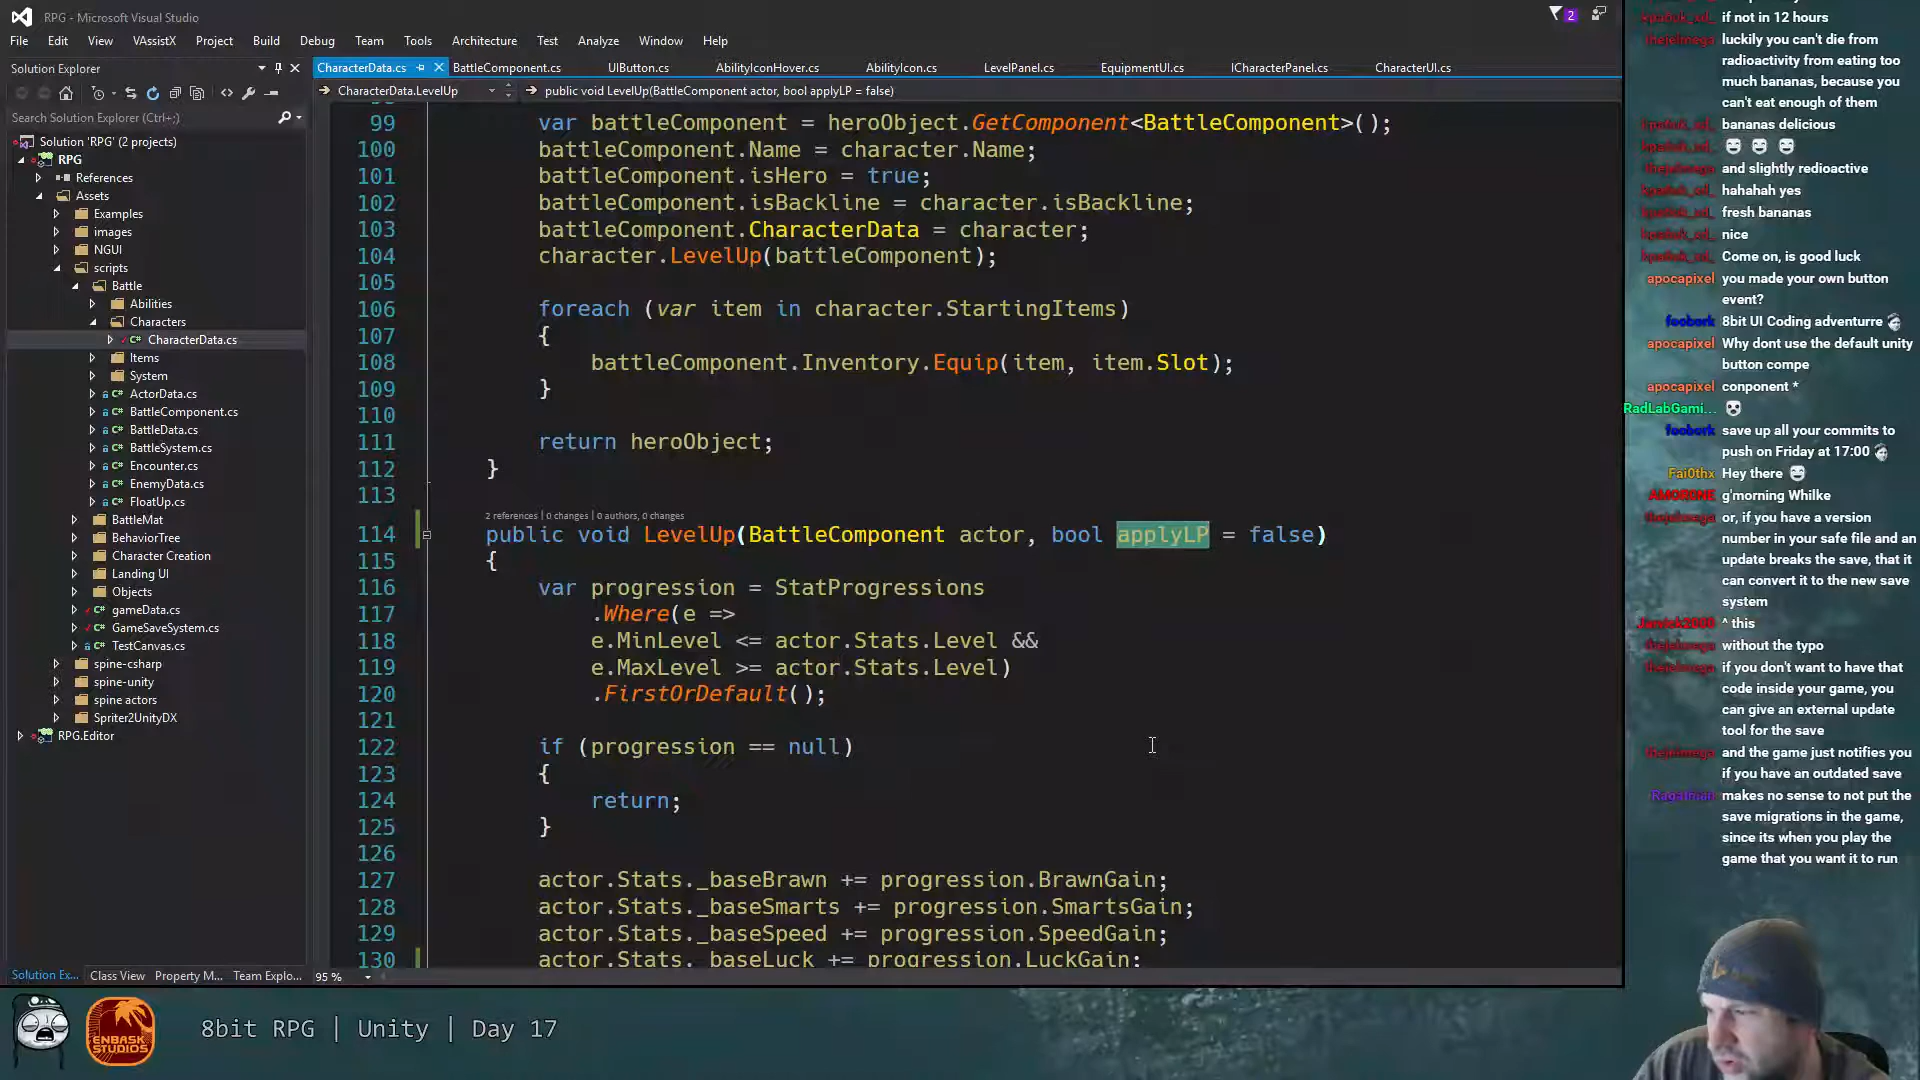 RPG - Microsoft Visual Studio
2
File Edit View VAssistX Project Build Debug Team Tools Architecture Test Analyze Window Help
Solution Explorer
Search Solution Explorer (Ctrl+;)
Solution 'RPG' (2 projects)
RPG
References
Assets
Examples
images
NGUI
scripts
Battle
Abilities
Characters
CharacterData.cs
Items
System
ActorData.cs
BattleComponent.cs
BattleData.cs
BattleSystem.cs
Encounter.cs
EnemyData.cs
FloatUp.cs
BattleMat
BehaviorTree
Character Creation
Landing UI
Objects
gameData.cs
GameSaveSystem.cs
TestCanvas.cs
spine-csharp
spine-unity
spine actors
Spriter2UnityDX
RPG.Editor
Solution Ex... Class View Property M... Team Explo...
CharacterData.cs BattleComponent.cs UIButton.cs AbilityIconHover.cs AbilityIcon.cs LevelPanel.cs EquipmentUI.cs ICharacterPanel.cs CharacterUI.cs
CharacterData.LevelUp public void LevelUp(BattleComponent actor, bool applyLP = false)
99 var battleComponent = heroObject.GetComponent<BattleComponent>();
100 battleComponent.Name = character.Name;
101 battleComponent.isHero = true;
102 battleComponent.isBackline = character.isBackline;
103 battleComponent.CharacterData = character;
104 character.LevelUp(battleComponent);
105
106 foreach (var item in character.StartingItems)
107 {
108 battleComponent.Inventory.Equip(item, item.Slot);
109 }
110
111 return heroObject;
112 }
113
2 references | 0 changes | 0 authors, 0 changes
114 public void LevelUp(BattleComponent actor, bool applyLP = false)
115 {
116 var progression = StatProgressions
117 .Where(e =>
118 e.MinLevel <= actor.Stats.Level &&
119 e.MaxLevel >= actor.Stats.Level)
120 .FirstOrDefault();
121
122 if (progression == null)
123 {
124 return;
125 }
126
127 actor.Stats._baseBrawn += progression.BrawnGain;
128 actor.Stats._baseSmarts += progression.SmartsGain;
129 actor.Stats._baseSpeed += progression.SpeedGain;
130 actor.Stats._baseLuck += progression.LuckGain;
95 %
if not in 12 hours
luckily you can't die from
radioactivity from eating too
much bananas, because you
can't eat enough of them
bananas delicious
and slightly redioactive
hahahah yes
fresh bananas
nice
Come on, is good luck
apocapixel you made your own button
event?
foobork 8bit UI Coding adventurre
apocapixel Why dont use the default unity
button compe
apocapixel conponent *
RadLabGami...
foobork save up all your commits to
push on Friday at 17:00
Fai0thx Hey there
g'morning Whilke
or, if you have a version
number in your safe file and an
update breaks the save, that it
can convert it to the new save
system
^ this
without the typo
if you don't want to have that
code inside your game, you
can give an external update
tool for the save
and the game just notifies you
if you have an outdated save
makes no sense to not put the
save migrations in the game,
since its when you play the
game that you want it to run
ENBASK
STUDIOS
8bit RPG | Unity | Day 17